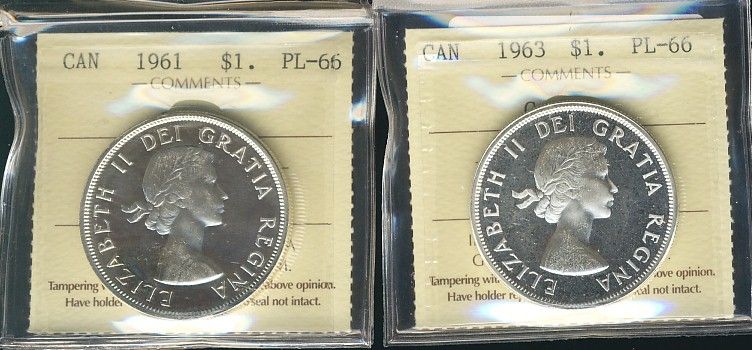 CAN 1961 $1. PL-66
COMMENTS
ELIZABETH II DEI GRATIA REGINA
Tampering above opinion.
Have holder seal not intact.
CAN 1963 $1. PL-66
COMMENTS
ELIZABETH II DEI GRATIA REGINA
Tampering above opinion.
Have holder seal not intact.